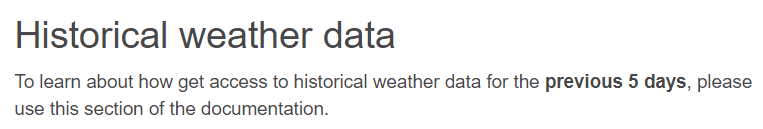 Historical weather data
To learn about how get access to historical weather data for the previous 5 days, please
use this section of the documentation.